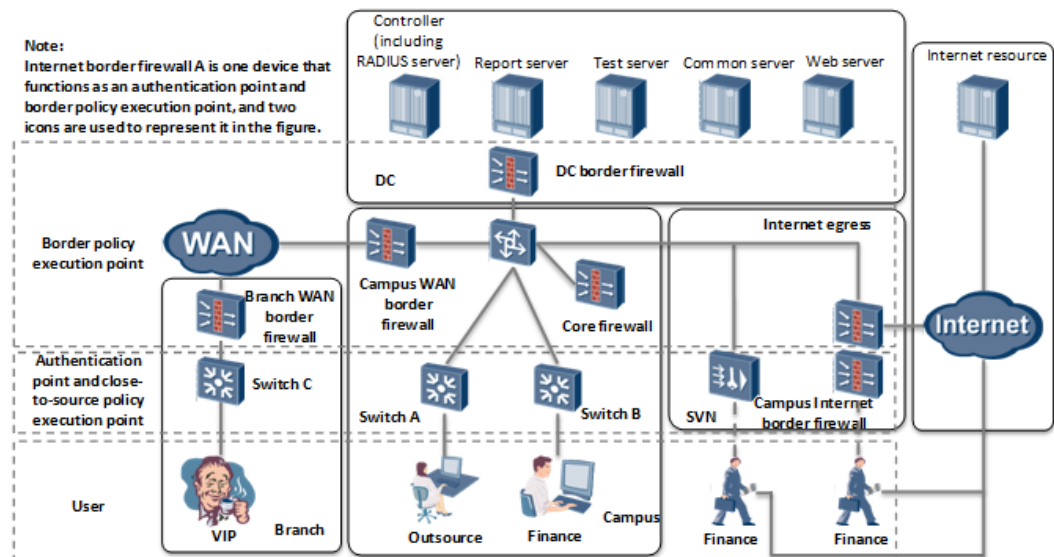 Note:
Internet border firewall A is one device that
functions as an authentication point and
border policy execution point, and two
icons are used to represent it in the figure.
Controller
(including
RADIUS server)
Report server
Test server
Common server
Web server
Internet resource
DC
DC border firewall
Border policy
execution point
WAN
Campus WAN
border
firewall
Core firewall
Internet egress
Branch WAN
border
firewall
Internet
Authentication
point and close-
to-source policy
execution point
Switch C
Switch A
Switch B
SVN
Campus Internet
border firewall
User
VIP
Branch
Outsource
Finance
Campus
Finance
Finance